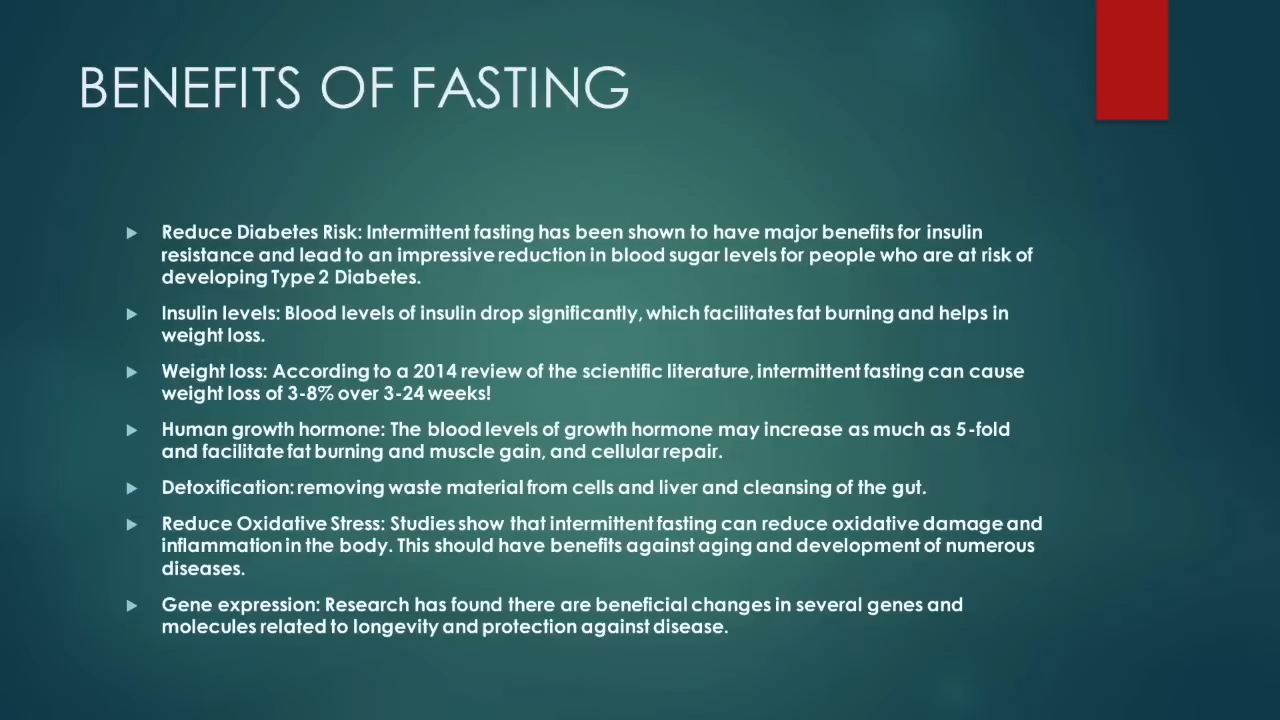 BENEFITS OF FASTING
Reduce Diabetes Risk: Intermittent fasting has been shown to have major benefits for insulin
resistance and lead to an impressive reduction in blood sugar levels for people who are at risk of
developing Type 2 Diabetes.
Insulin levels: Blood levels of insulin drop significantly, which facilitates fat burning and helps in
weight loss.
Weight loss: According to a 2014 review of the scientific literature, intermittent fasting can cause
weight loss of 3-8% over 3-24 weeks!
Human growth hormone: The blood levels of growth hormone may increase as much as 5-fold
and facilitate fat burning and muscle gain, and cellular repair.
Detoxification: removing waste material from cells and liver and cleansing of the gut.
Reduce Oxidative Stress: Studies show that intermittent fasting can reduce oxidative damage and
inflammation in the body. This should have benefits against aging and development of numerous
diseases.
Gene expression: Research has found there are beneficial changes in several genes and
molecules related to longevity and protection against disease.